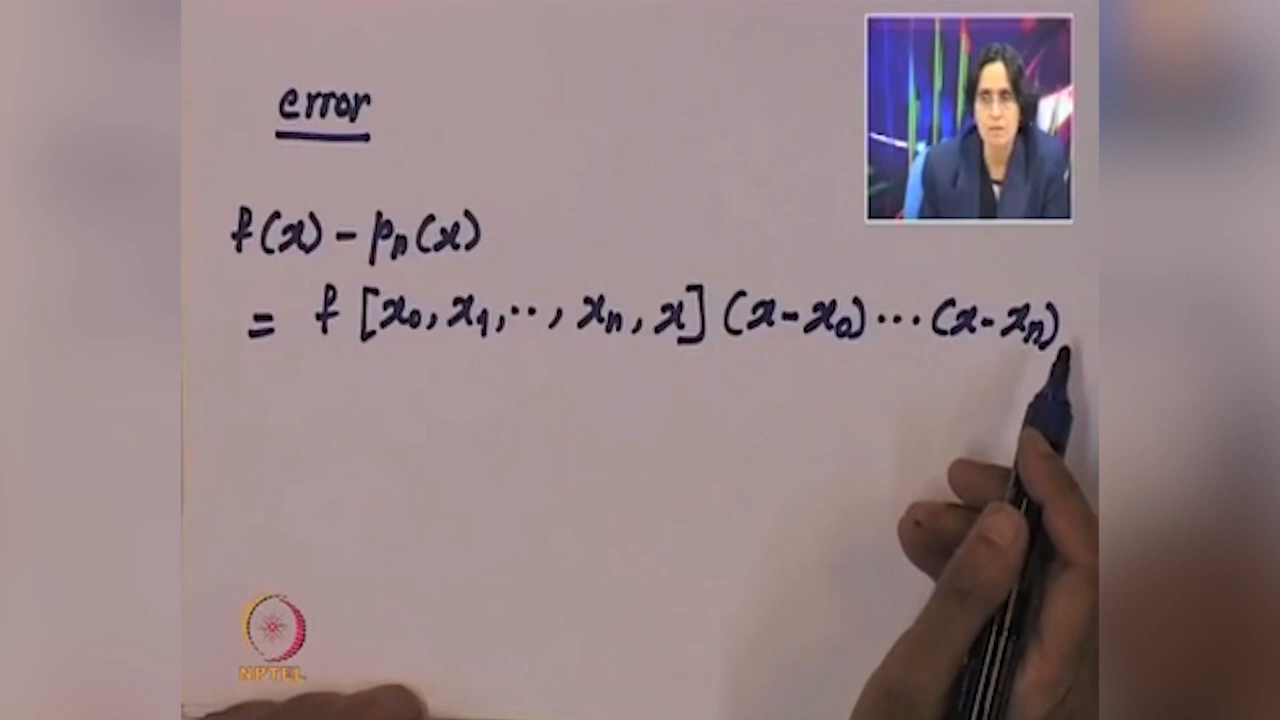 error
f(x) - pₙ(x)
= f [x₀, x₁, .., xₙ, x] (x - x₀) ... (x - xₙ)
NPTEL